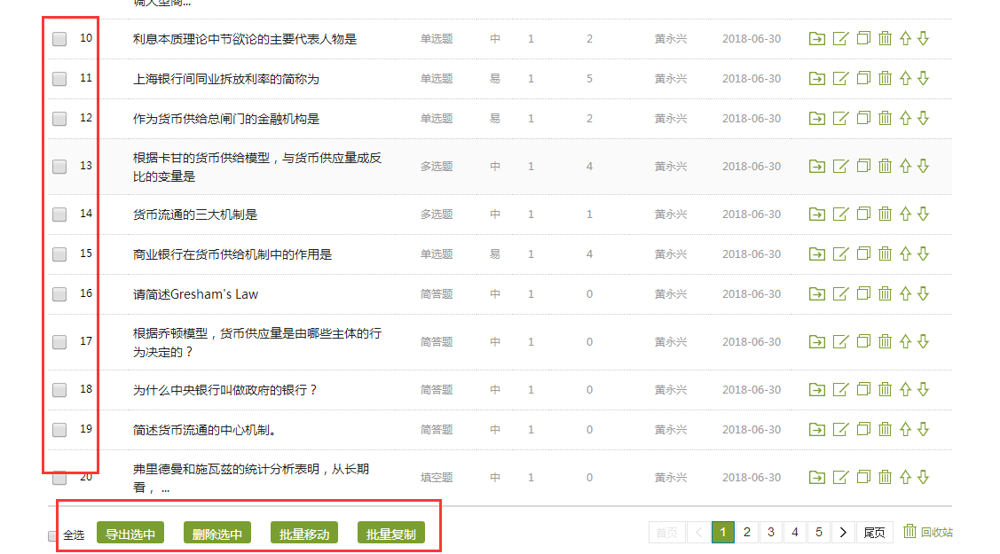 调大型商...
10 利息本质理论中节欲论的主要代表人物是 单选题 中 1 2 黄永兴 2018-06-30
11 上海银行间同业拆放利率的简称为 单选题 易 1 5 黄永兴 2018-06-30
12 作为货币供给总闸门的金融机构是 单选题 易 1 2 黄永兴 2018-06-30
13 根据卡甘的货币供给模型，与货币供应量成反 多选题 中 1 4 黄永兴 2018-06-30
比的变量是
14 货币流通的三大机制是 多选题 中 1 1 黄永兴 2018-06-30
15 商业银行在货币供给机制中的作用是 单选题 易 1 4 黄永兴 2018-06-30
16 请简述Gresham's Law 简答题 中 1 0 黄永兴 2018-06-30
17 根据乔顿模型，货币供应量是由哪些主体的行 简答题 中 1 0 黄永兴 2018-06-30
为决定的？
18 为什么中央银行叫做政府的银行？ 简答题 中 1 0 黄永兴 2018-06-30
19 简述货币流通的中心机制。 简答题 中 1 0 黄永兴 2018-06-30
20 弗里德曼和施瓦兹的统计分析表明，从长期 填空题 中 1 0 黄永兴 2018-06-30
看， ...
全选 导出选中 删除选中 批量移动 批量复制 首页 < 1 2 3 4 5 > 尾页 回收站